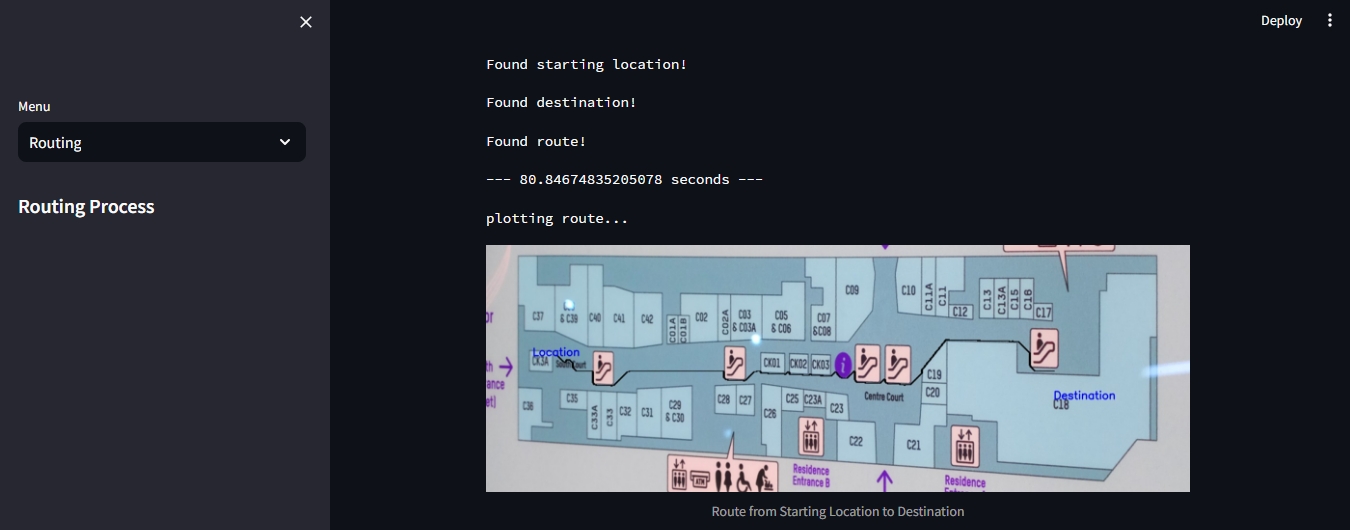 Deploy
Menu
Routing
Routing Process
Found starting location!
Found destination!
Found route!
--- 80.84674835205078 seconds ---
plotting route...
C37
& C39
C40
C41
C42
C01A
C01B
C02
C02A
C03
& C03A
C05
& C06
C07
&C08
C09
C10
C11A
C11
C12
C13
C13A
C15
C16
C17
Location
CK3A
CK01
CK02
CK03
i
Centre Court
C19
C20
Destination
C18
C36
C35
C33A
C33
C32
C31
C29
& C30
C28
C27
C26
C25
C23A
C23
C22
C21
ATM
Residence
Entrance B
Residence
Route from Starting Location to Destination